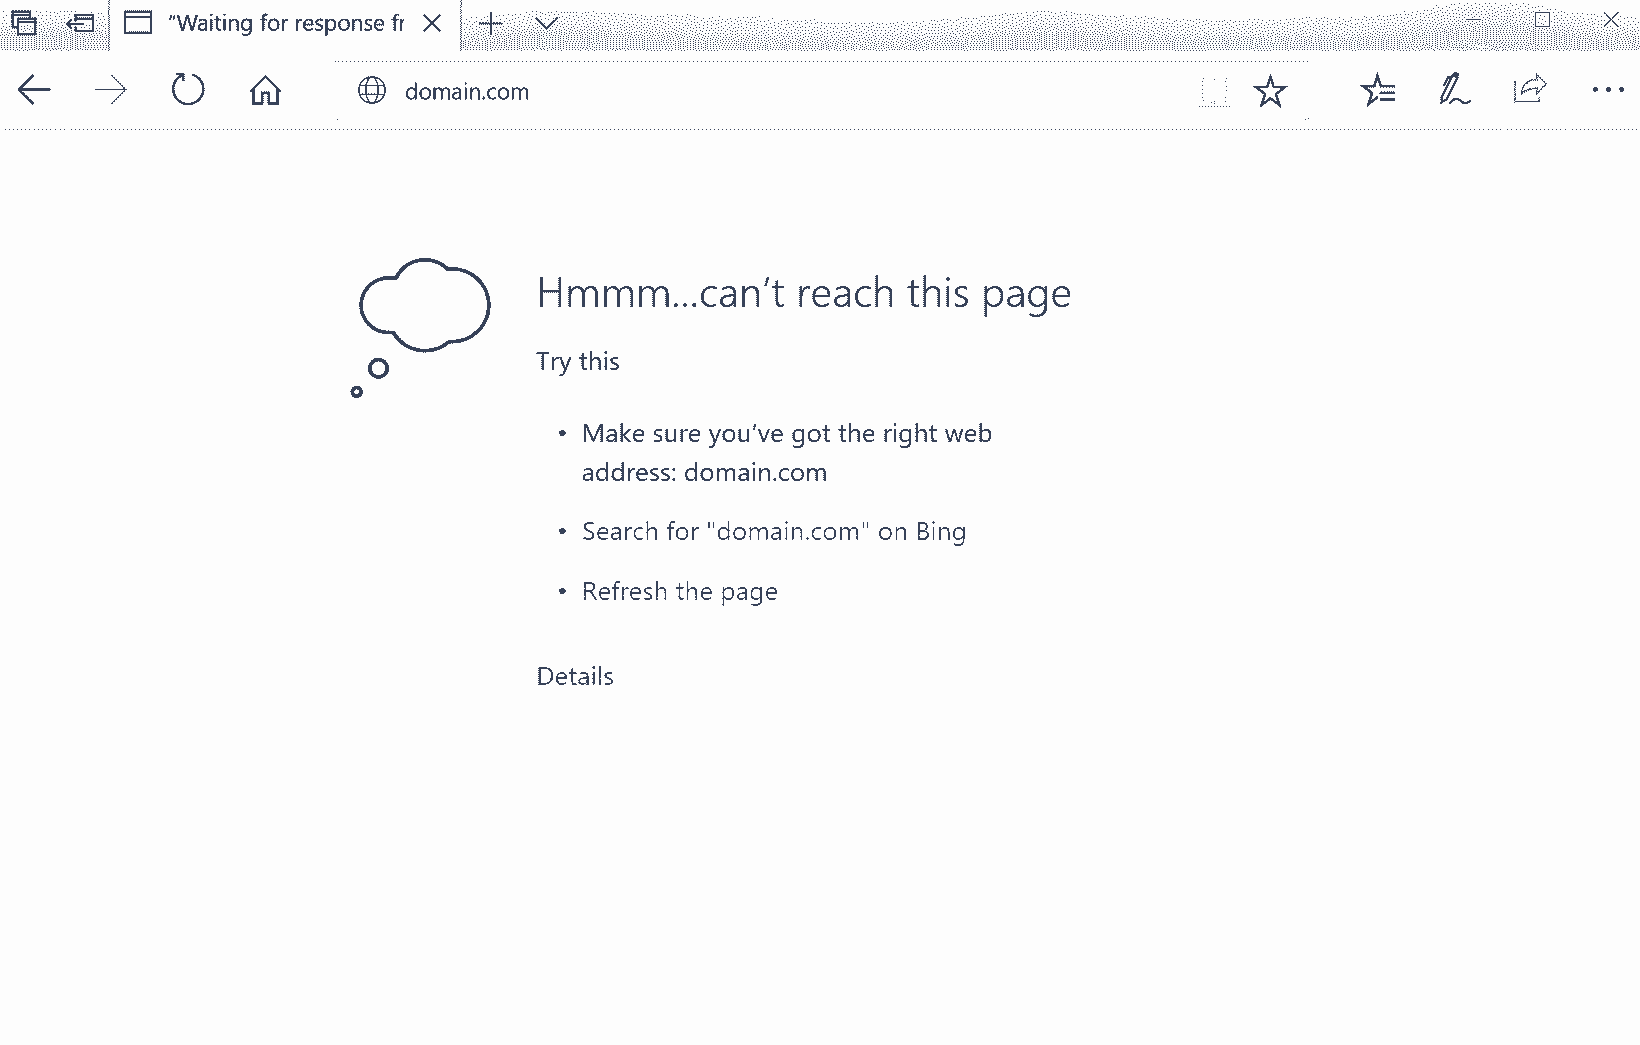 "Waiting for response fr
domain.com
Hmmm...can't reach this page
Try this
• Make sure you've got the right web
address: domain.com
• Search for "domain.com" on Bing
• Refresh the page
Details